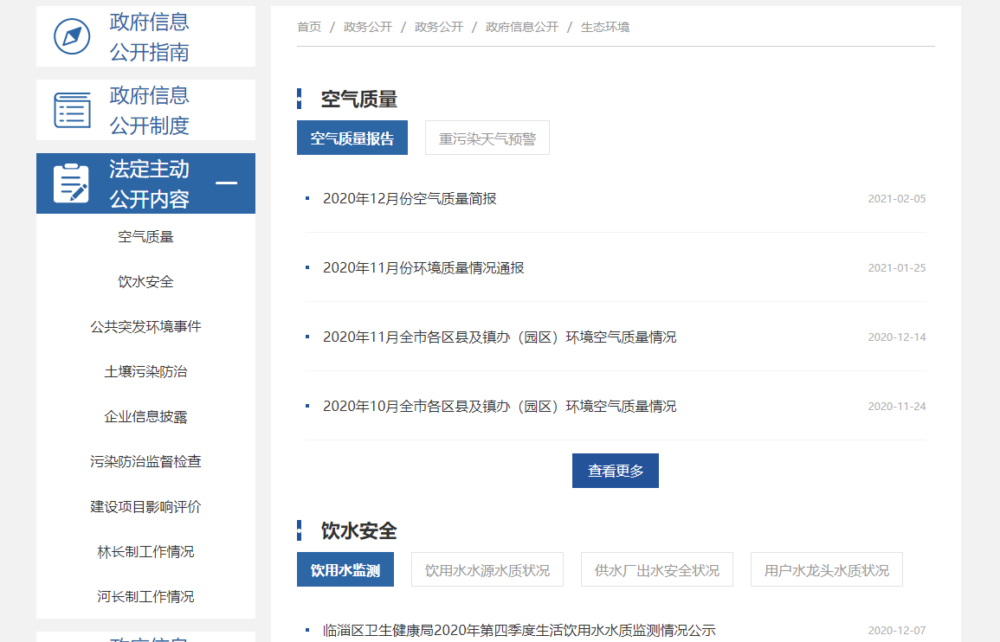 政府信息
公开指南
政府信息
公开制度
法定主动
公开内容
空气质量
饮水安全
公共突发环境事件
土壤污染防治
企业信息披露
污染防治监督检查
建设项目影响评价
林长制工作情况
河长制工作情况
政府信息
首页 / 政务公开 / 政务公开 / 政府信息公开 / 生态环境
空气质量
空气质量报告 重污染天气预警
2020年12月份空气质量简报 2021-02-05
2020年11月份环境质量情况通报 2021-01-25
2020年11月全市各区县及镇办（园区）环境空气质量情况 2020-12-14
2020年10月全市各区县及镇办（园区）环境空气质量情况 2020-11-24
查看更多
饮水安全
饮用水监测 饮用水水源水质状况 供水厂出水安全状况 用户水龙头水质状况
临淄区卫生健康局2020年第四季度生活饮用水水质监测情况公示 2020-12-07